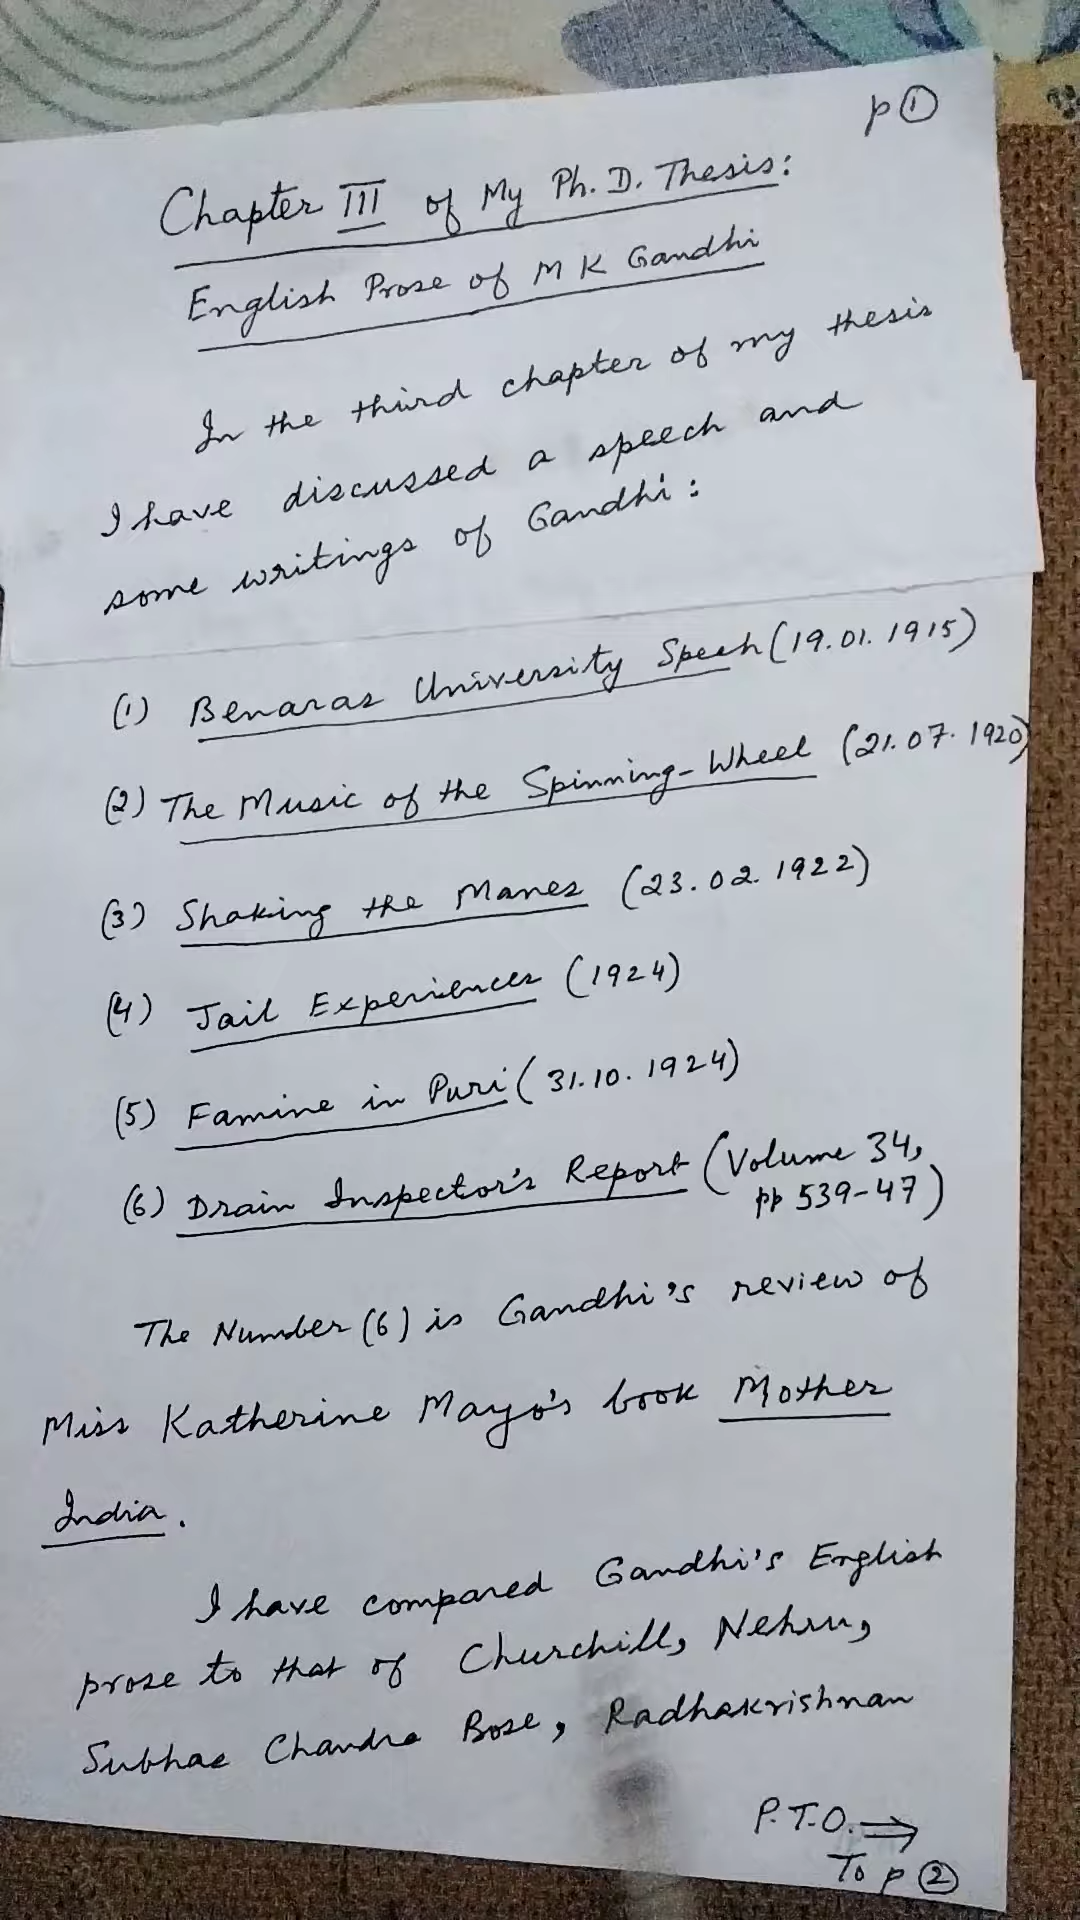 p ①
Chapter III of My Ph. D. Thesis:
English Prose of M K Gandhi
In the third chapter of my thesis
I have discussed a speech and
some writings of Gandhi:
(1) Benaras University Speech (19.01.1915)
(2) The Music of the Spinning-Wheel (21.07.1920)
(3) Shaking the Manes (23.02.1922)
(4) Jail Experiences (1924)
(5) Famine in Puri (31.10.1924)
(6) Drain Inspector's Report (Volume 34,
pp 539-47)
The Number (6) is Gandhi's review of
Miss Katherine Mayo's book Mother
India.
I have compared Gandhi's English
prose to that of Churchill, Nehru,
Subhas Chandra Bose, Radhakrishnan
P.T.O. ⇒
To p ②